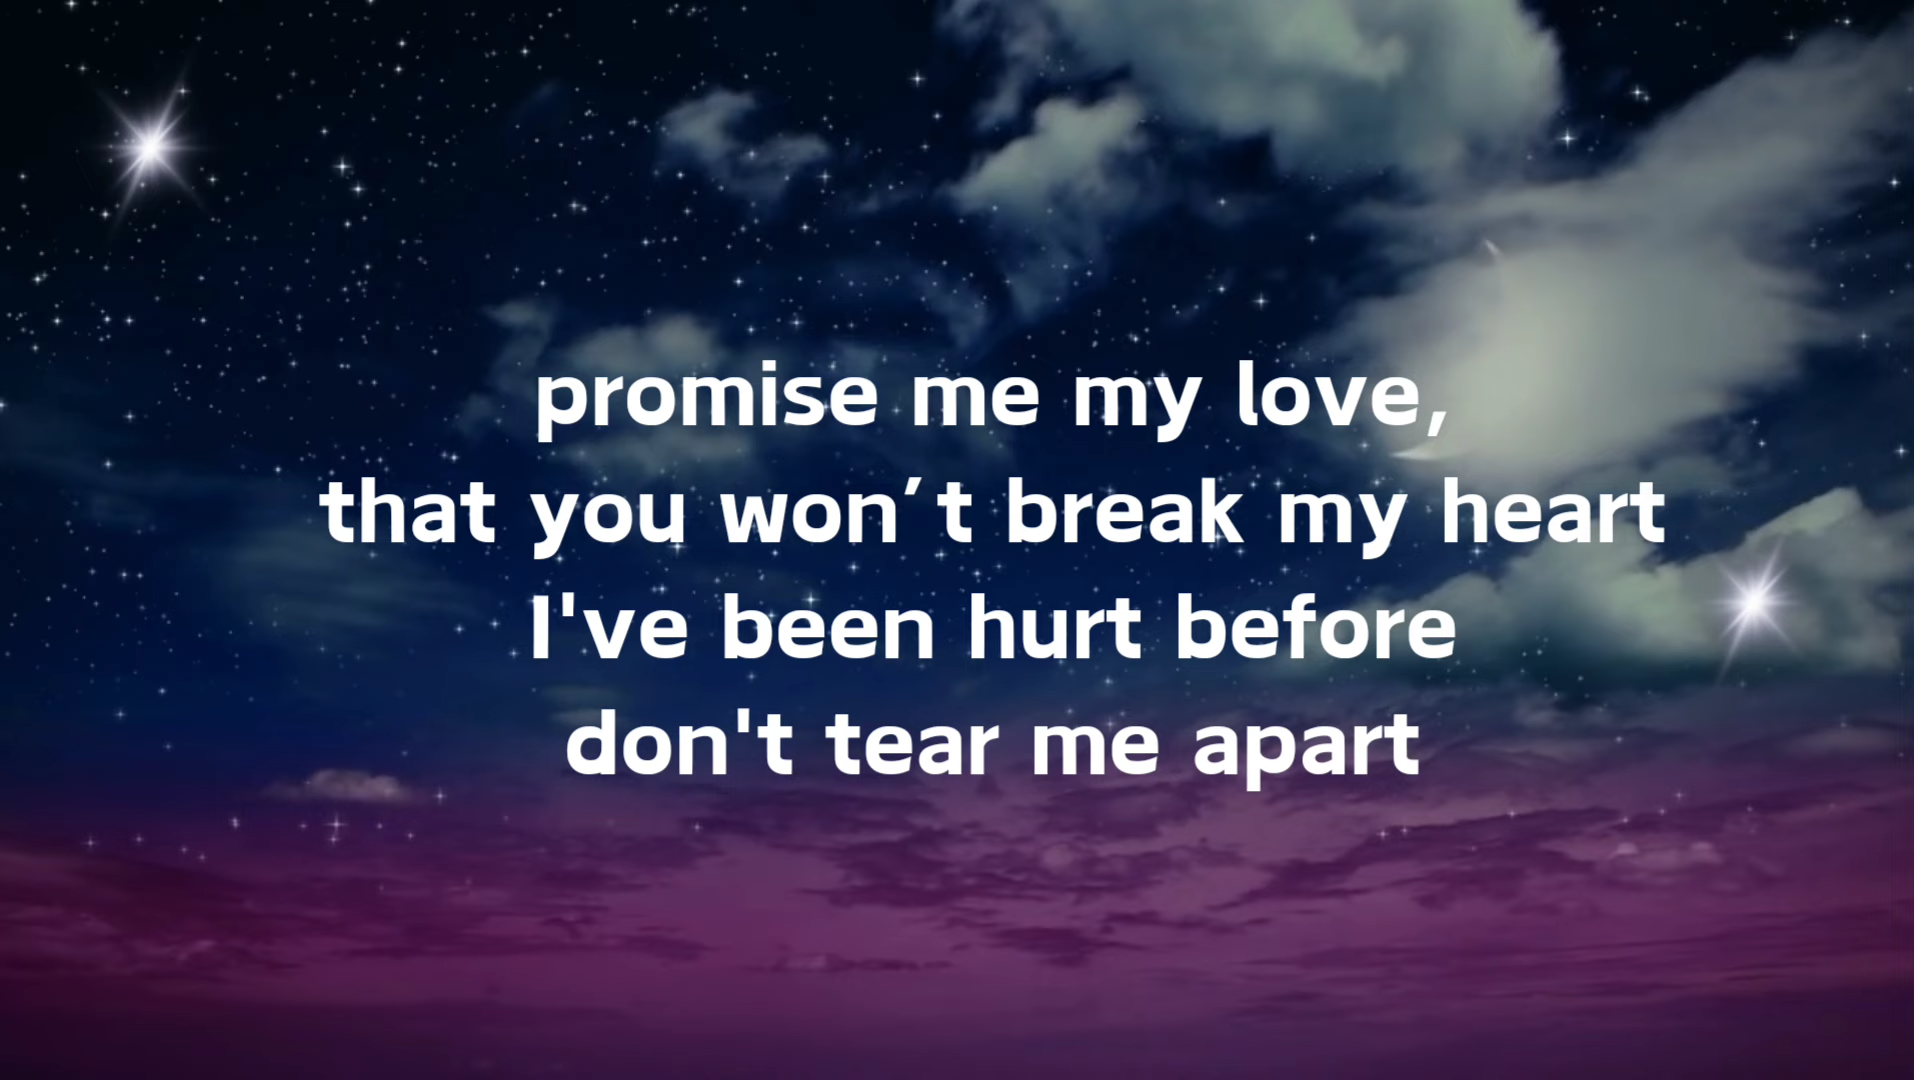 promise me my love,
that you won’t break my heart
I've been hurt before
don't tear me apart